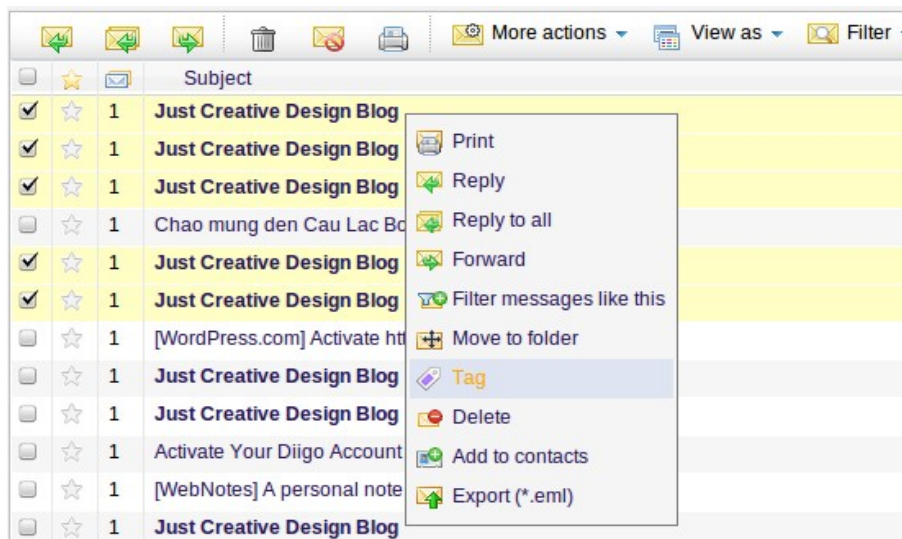 More actions View as Filter
Subject
1 Just Creative Design Blog
1 Just Creative Design Blog
1 Just Creative Design Blog
1 Chao mung den Cau Lac
1 Just Creative Design Blog
1 Just Creative Design Blog
1 [WordPress.com] Activate
1 Just Creative Design Blog
1 Just Creative Design Blog
1 Activate Your Diigo Account
1 [WebNotes] A personal note
1 Just Creative Design Blog
Print
Reply
Reply to all
Forward
Filter messages like this
Move to folder
Tag
Delete
Add to contacts
Export (*.eml)